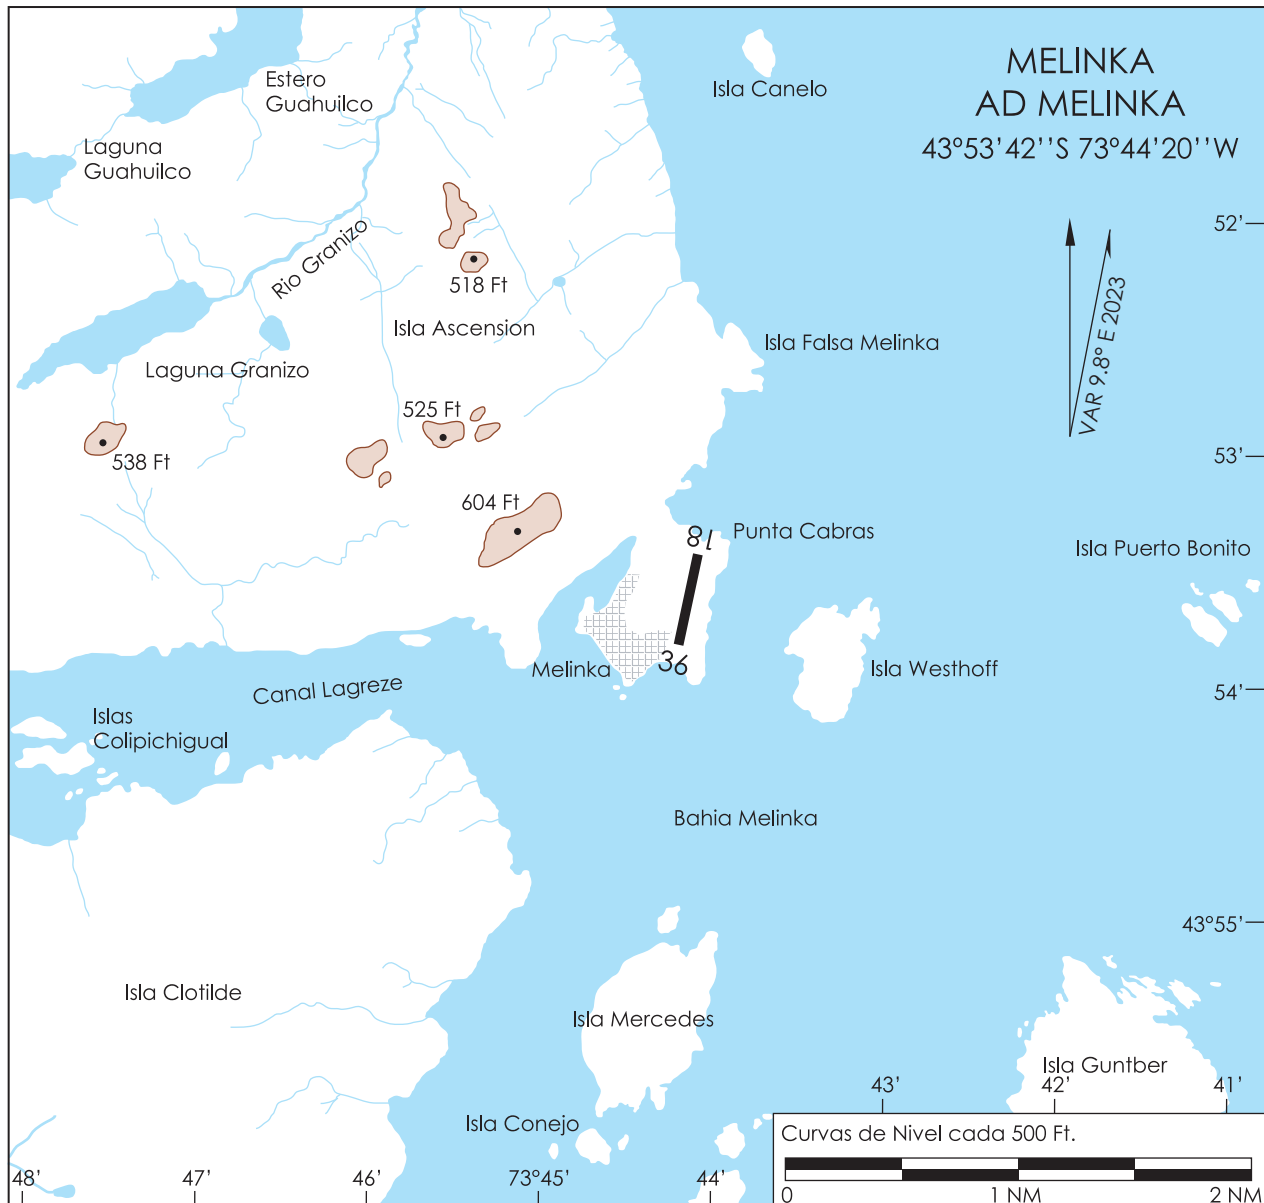 MELINKA
AD MELINKA
43°53'42''S 73°44'20''W
Estero
Guahuilco
Isla Canelo
Laguna
Guahuilco
52'
Rio Granizo
518 Ft
VAR 9.8° E 2023
Isla Ascension
Isla Falsa Melinka
Laguna Granizo
525 Ft
53'
538 Ft
604 Ft
18
Punta Cabras
Isla Puerto Bonito
36
Melinka
Isla Westhoff
Canal Lagreze
54'
Islas
Colipichigual
Bahia Melinka
43°55'
Isla Clotilde
Isla Mercedes
Isla Guntber
43'
42'
41'
Isla Conejo
Curvas de Nivel cada 500 Ft.
48'
47'
46'
73°45'
44'
0
1 NM
2 NM